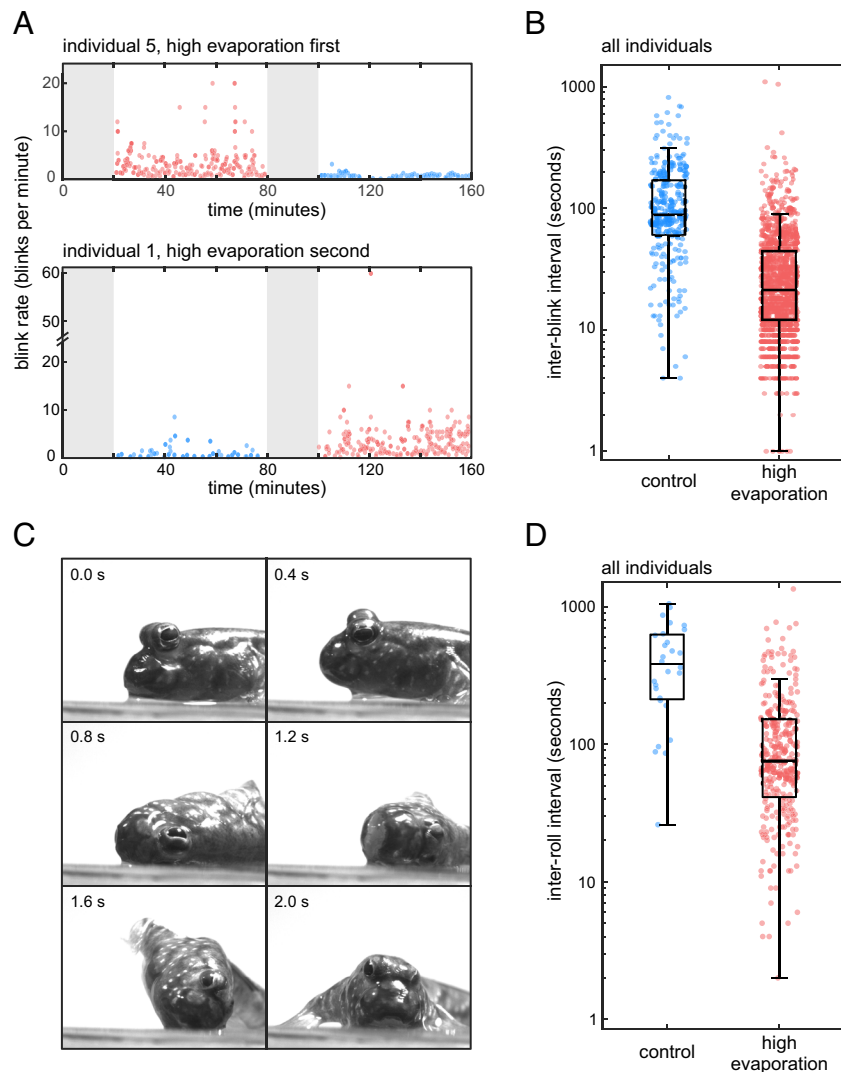 A
individual 5, high evaporation first
20
10
0
0
40
80
120
160
time (minutes)
blink rate (blinks per minute)
individual 1, high evaporation second
60
50
20
10
0
0
40
80
120
160
time (minutes)
B
all individuals
1000
100
10
1
inter-blink interval (seconds)
control
high
evaporation
C
0.0 s
0.4 s
0.8 s
1.2 s
1.6 s
2.0 s
D
all individuals
1000
100
10
1
inter-roll interval (seconds)
control
high
evaporation